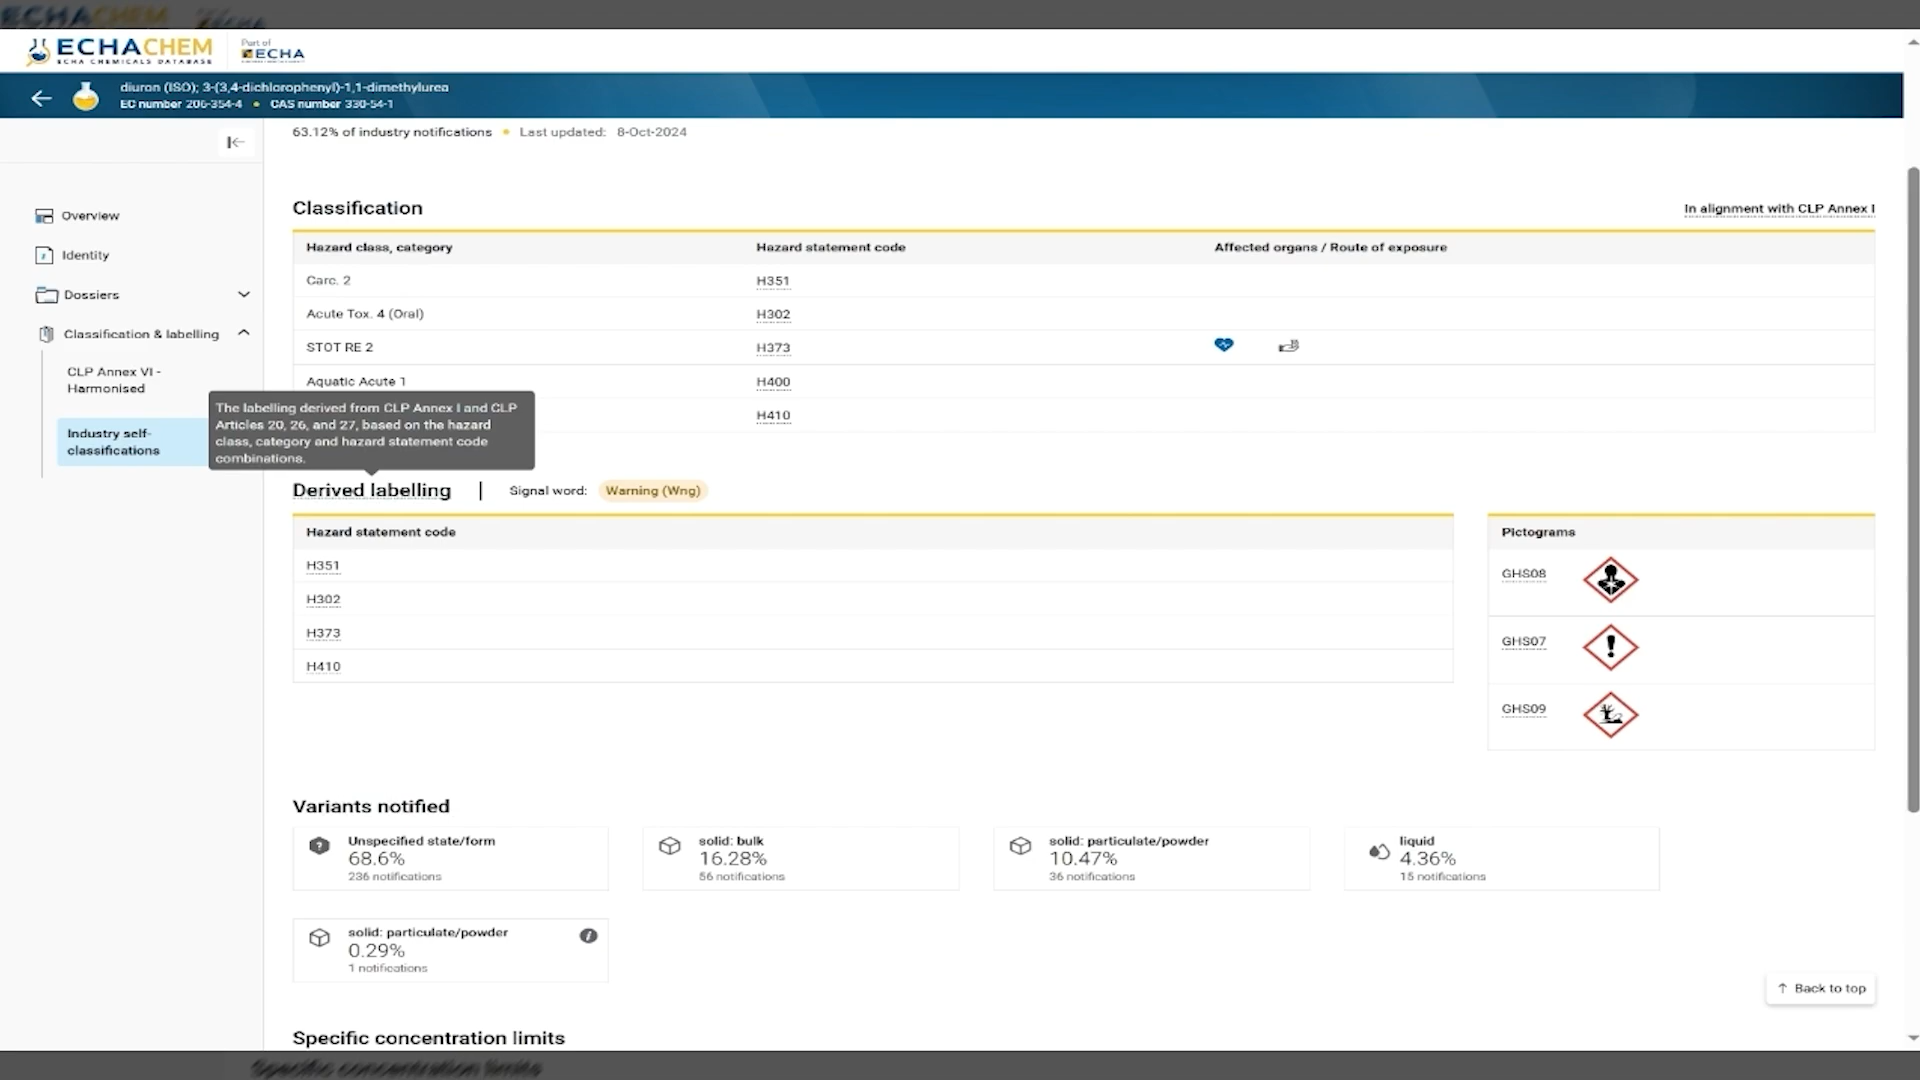 ECHACHEM
ECHA CHEMICALS DATABASE
Part of
ECHA
diuron (ISO); 3-(3,4-dichlorophenyl)-1,1-dimethylurea
EC number 206-354-4 • CAS number 330-54-1
63.12% of industry notifications • Last updated: 8-Oct-2024
Overview
Identity
Dossiers
Classification & labelling
CLP Annex VI -
Harmonised
Industry self-
classifications
Classification
In alignment with CLP Annex I
Hazard class, category Hazard statement code Affected organs / Route of exposure
Carc. 2 H351
Acute Tox. 4 (Oral) H302
STOT RE 2 H373
Aquatic Acute 1 H400
H410
The labelling derived from CLP Annex I and CLP
Articles 20, 26, and 27, based on the hazard
class, category and hazard statement code
combinations.
Derived labelling | Signal word: Warning (Wng)
Hazard statement code
H351
H302
H373
H410
Pictograms
GHS08
GHS07
GHS09
Variants notified
Unspecified state/form
68.6%
236 notifications
solid: bulk
16.28%
56 notifications
solid: particulate/powder
10.47%
36 notifications
liquid
4.36%
15 notifications
solid: particulate/powder
0.29%
1 notifications
↑ Back to top
Specific concentration limits
Specific concentration limits